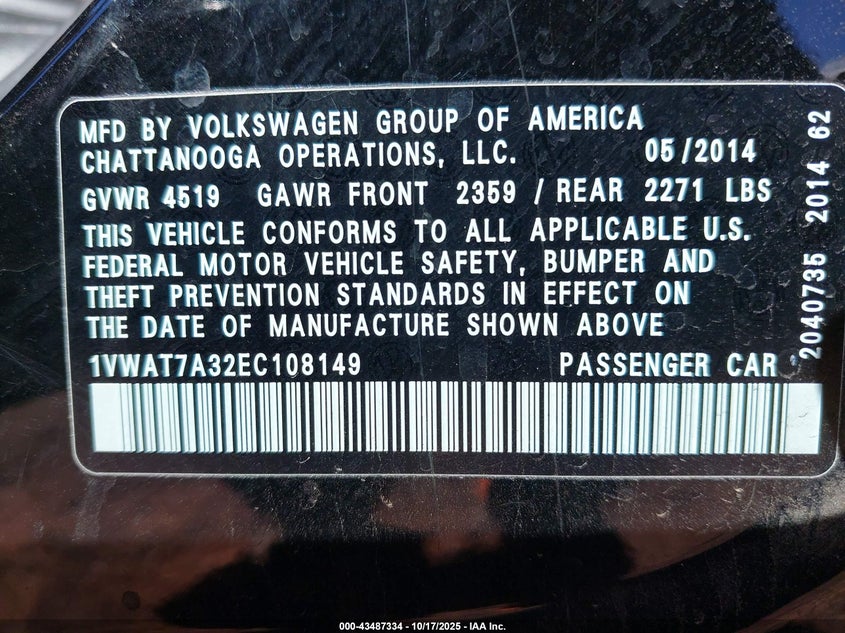 MFD BY VOLKSWAGEN GROUP OF AMERICA
CHATTANOOGA OPERATIONS, LLC. 05/2014
GVWR 4519 GAWR FRONT 2359 / REAR 2271 LBS
THIS VEHICLE CONFORMS TO ALL APPLICABLE U.S.
FEDERAL MOTOR VEHICLE SAFETY, BUMPER AND
THEFT PREVENTION STANDARDS IN EFFECT ON
THE DATE OF MANUFACTURE SHOWN ABOVE
1VWAT7A32EC108149 PASSENGER CAR
2040735 2014 62
000-43487334 - 10/17/2025 - IAA Inc.